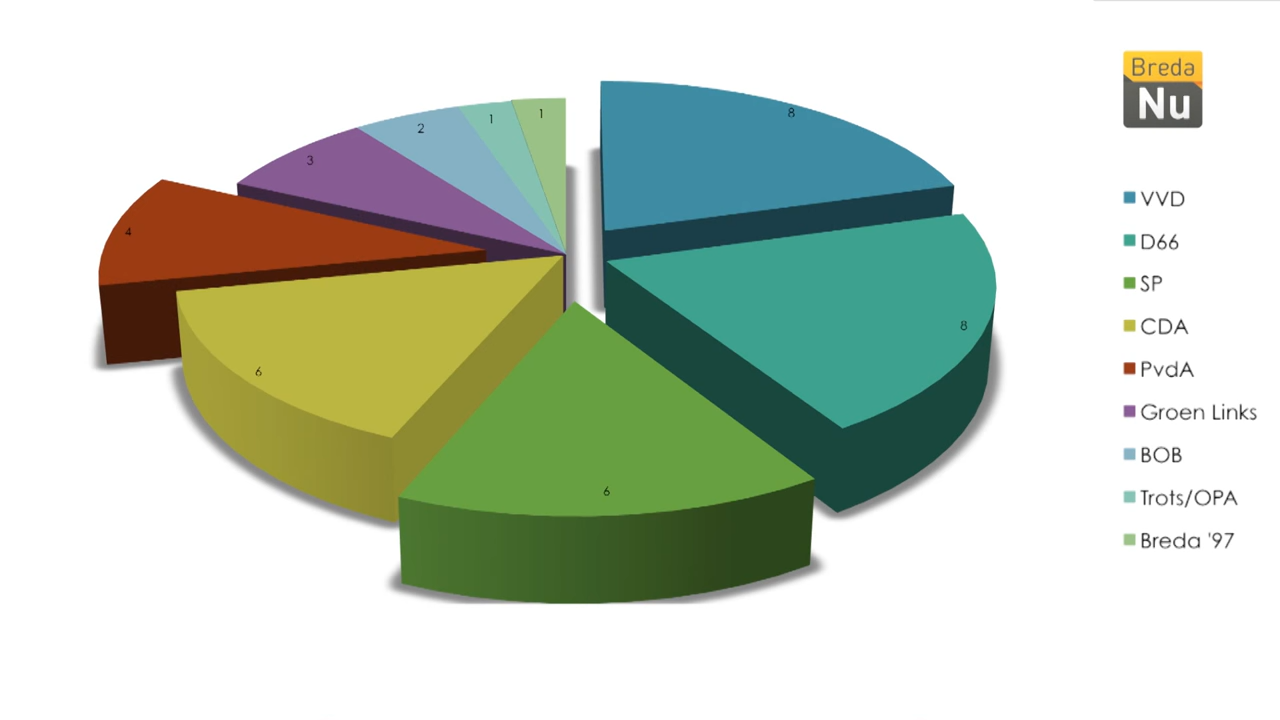 Breda
Nu
8
8
6
6
4
3
2
1
1
VVD
D66
SP
CDA
PvdA
Groen Links
BOB
Trots/OPA
Breda '97